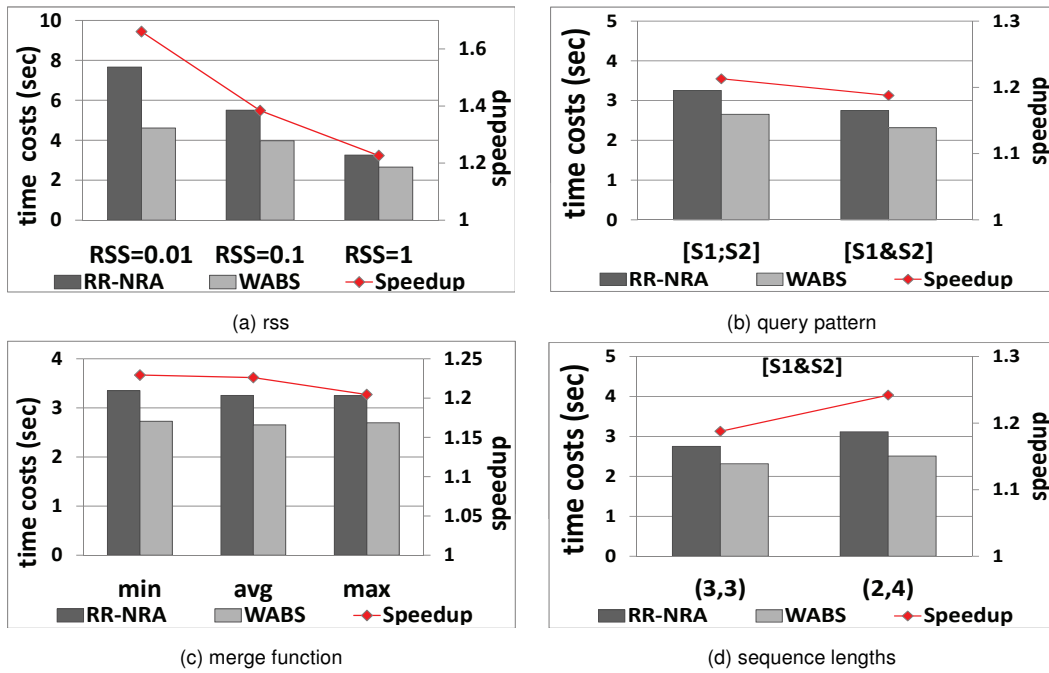 time costs (sec)
10
8
6
4
2
0
1.6
1.4
1.2
1
speedup
RSS=0.01 RSS=0.1 RSS=1
RR-NRA WABS Speedup
(a) rss
time costs (sec)
5
4
3
2
1
0
1.3
1.2
1.1
1
speedup
[S1;S2] [S1&S2]
RR-NRA WABS Speedup
(b) query pattern
time costs (sec)
4
3
2
1
0
1.25
1.2
1.15
1.1
1.05
1
speedup
min avg max
RR-NRA WABS Speedup
(c) merge function
[S1&S2]
time costs (sec)
5
4
3
2
1
0
1.3
1.2
1.1
1
speedup
(3,3) (2,4)
RR-NRA WABS Speedup
(d) sequence lengths